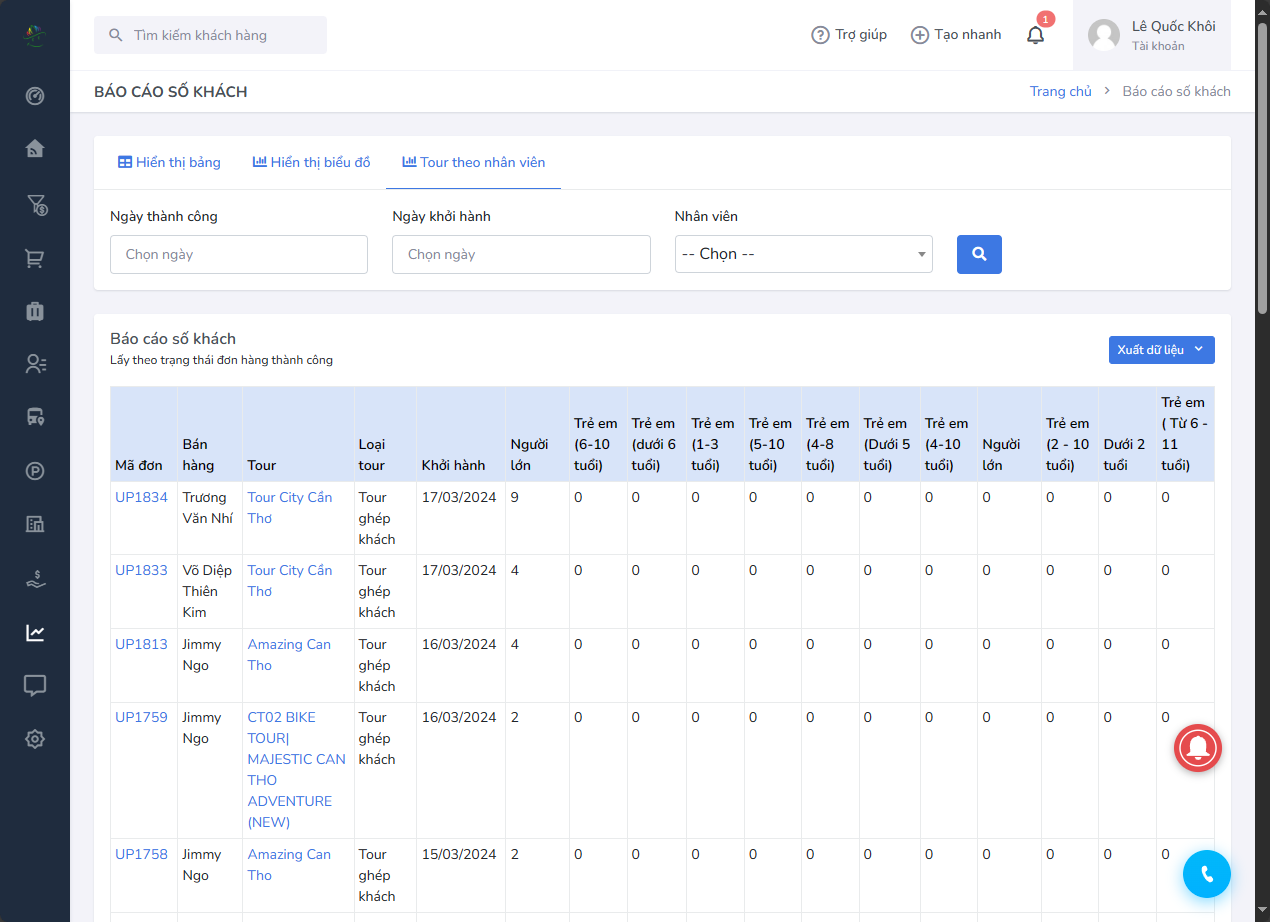 Tìm kiếm khách hàng
Trợ giúp
Tạo nhanh
1
Lê Quốc Khôi
Tài khoản
BÁO CÁO SỐ KHÁCH
Trang chủ > Báo cáo số khách
Hiển thị bảng
Hiển thị biểu đồ
Tour theo nhân viên
Ngày thành công
Ngày khởi hành
Nhân viên
Chọn ngày
Chọn ngày
-- Chọn --
Báo cáo số khách
Lấy theo trạng thái đơn hàng thành công
Xuất dữ liệu
Mã đơn
Bán
hàng
Tour
Loại
tour
Khởi hành
Người
lớn
Trẻ em
(6-10
tuổi)
Trẻ em
(dưới 6
tuổi)
Trẻ em
(1-3
tuổi)
Trẻ em
(5-10
tuổi)
Trẻ em
(4-8
tuổi)
Trẻ em
(Dưới 5
tuổi)
Trẻ em
(4-10
tuổi)
Người
lớn
Trẻ em
(2 - 10
tuổi)
Dưới 2
tuổi
Trẻ em
( Từ 6 -
11
tuổi)
UP1834
Trương
Văn Nhí
Tour City Cần
Thơ
Tour
ghép
khách
17/03/2024
9 0 0 0 0 0 0 0 0 0 0 0
UP1833
Võ Diệp
Thiên
Kim
Tour City Cần
Thơ
Tour
ghép
khách
17/03/2024
4 0 0 0 0 0 0 0 0 0 0 0
UP1813
Jimmy
Ngo
Amazing Can
Tho
Tour
ghép
khách
16/03/2024
4 0 0 0 0 0 0 0 0 0 0 0
UP1759
Jimmy
Ngo
CT02 BIKE
TOUR|
MAJESTIC CAN
THO
ADVENTURE
(NEW)
Tour
ghép
khách
16/03/2024
2 0 0 0 0 0 0 0 0 0 0 0
UP1758
Jimmy
Ngo
Amazing Can
Tho
Tour
ghép
khách
15/03/2024
2 0 0 0 0 0 0 0 0 0 0 0